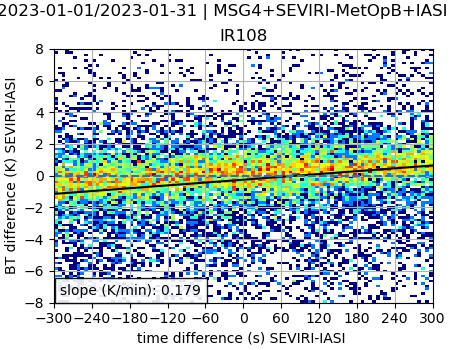 2023-01-01/2023-01-31 | MSG4+SEVIRI-MetOpB+IASI
IR108
8
6
4
2
0
−2
−4
−6
−8
BT difference (K) SEVIRI-IASI
slope (K/min): 0.179
−300 −240 −180 −120 −60 0 60 120 180 240 300
time difference (s) SEVIRI-IASI